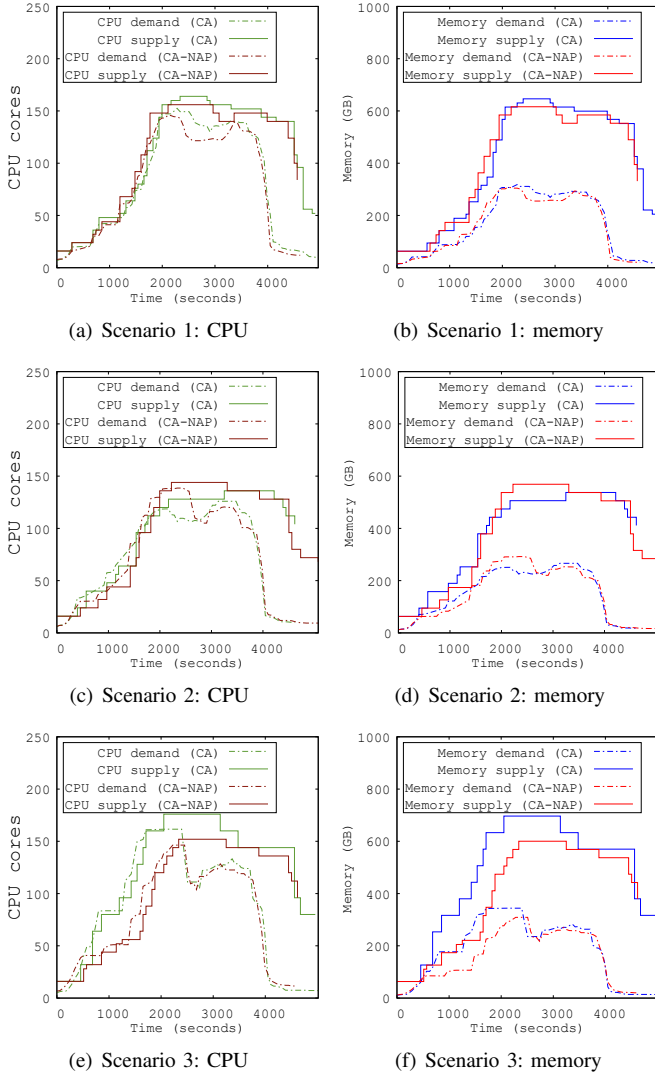 250
200
150
100
50
0
CPU cores
CPU demand (CA)
CPU supply (CA)
CPU demand (CA-NAP)
CPU supply (CA-NAP)
0 1000 2000 3000 4000
Time (seconds)
(a) Scenario 1: CPU
1000
800
600
400
200
0
Memory (GB)
Memory demand (CA)
Memory supply (CA)
Memory demand (CA-NAP)
Memory supply (CA-NAP)
0 1000 2000 3000 4000
Time (seconds)
(b) Scenario 1: memory
250
200
150
100
50
0
CPU cores
CPU demand (CA)
CPU supply (CA)
CPU demand (CA-NAP)
CPU supply (CA-NAP)
0 1000 2000 3000 4000
Time (seconds)
(c) Scenario 2: CPU
1000
800
600
400
200
0
Memory (GB)
Memory demand (CA)
Memory supply (CA)
Memory demand (CA-NAP)
Memory supply (CA-NAP)
0 1000 2000 3000 4000
Time (seconds)
(d) Scenario 2: memory
250
200
150
100
50
0
CPU cores
CPU demand (CA)
CPU supply (CA)
CPU demand (CA-NAP)
CPU supply (CA-NAP)
0 1000 2000 3000 4000
Time (seconds)
(e) Scenario 3: CPU
1000
800
600
400
200
0
Memory (GB)
Memory demand (CA)
Memory supply (CA)
Memory demand (CA-NAP)
Memory supply (CA-NAP)
0 1000 2000 3000 4000
Time (seconds)
(f) Scenario 3: memory